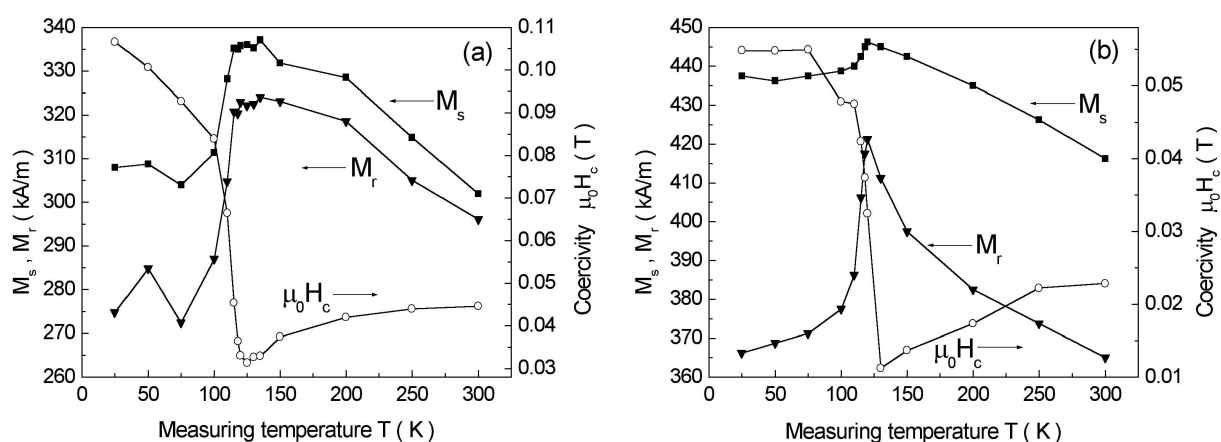 (a)
M_s , M_r ( kA/m)
340
330
320
310
300
290
280
270
260
0 50 100 150 200 250 300
Measuring temperature T ( K )
0.11
0.10
0.09
0.08
0.07
0.06
0.05
0.04
0.03
Coercivity μ₀H_c ( T )
M_s
M_r
μ₀H_c
(b)
M_s , M_r ( kA/m)
450
440
430
420
410
400
390
380
370
360
0 50 100 150 200 250 300
Measuring temperature T ( K )
0.05
0.04
0.03
0.02
0.01
Coercivity μ₀H_c ( T )
M_s
M_r
μ₀H_c